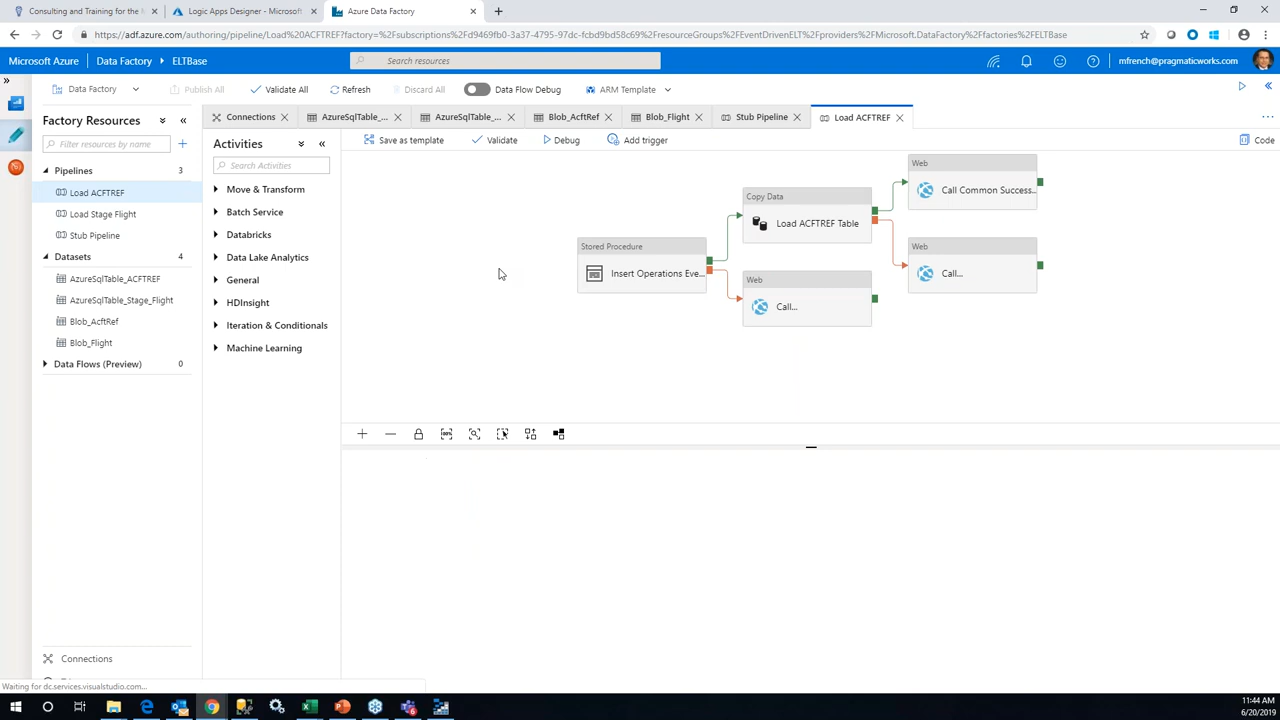 Consulting and Training for the
Logic Apps Designer - Microsoft
Azure Data Factory
https://adf.azure.com/authoring/pipeline/Load%20ACFTREF?factory=%2Fsubscriptions%2Fd9469fb0-3a37-4795-97dc-fcbd9bd58c69%2FresourceGroups%2FEventDrivenELT%2Fproviders%2FMicrosoft.DataFactory%2Ffactories%2FELTBase
Microsoft Azure
Data Factory
ELTBase
Search resources
mfrench@pragmaticworks.com
Data Factory
Publish All
Validate All
Refresh
Discard All
Data Flow Debug
ARM Template
Factory Resources
Connections
AzureSqlTable_...
AzureSqlTable_...
Blob_AcftRef
Blob_Flight
Stub Pipeline
Load ACFTREF
Filter resources by name
Activities
Search Activities
Save as template
Validate
Debug
Add trigger
Code
Pipelines 3
Load ACFTREF
Load Stage Flight
Stub Pipeline
Datasets 4
AzureSqlTable_ACFTREF
AzureSqlTable_Stage_Flight
Blob_AcftRef
Blob_Flight
Data Flows (Preview) 0
Connections
Move & Transform
Batch Service
Databricks
Data Lake Analytics
General
HDInsight
Iteration & Conditionals
Machine Learning
Stored Procedure
Insert Operations Eve...
Copy Data
Load ACFTREF Table
Web
Call...
Web
Call Common Success...
Web
Call...
Waiting for dc.services.visualstudio.com...
11:44 AM
6/20/2019